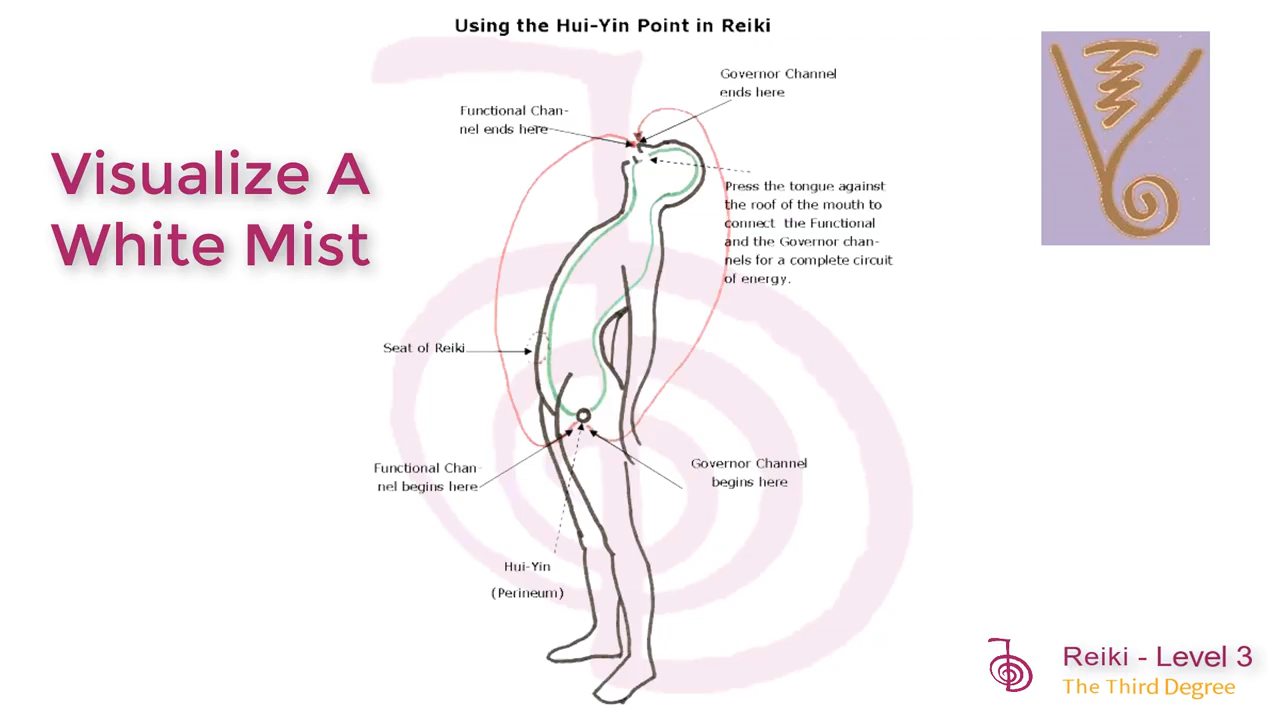 Using the Hui-Yin Point in Reiki
Visualize A
White Mist
Governor Channel
ends here
Functional Chan-
nel ends here
Press the tongue against
the roof of the mouth to
connect the Functional
and the Governor chan-
nels for a complete circuit
of energy.
Seat of Reiki
Functional Chan-
nel begins here
Governor Channel
begins here
Hui-Yin
(Perineum)
Reiki - Level 3
The Third Degree